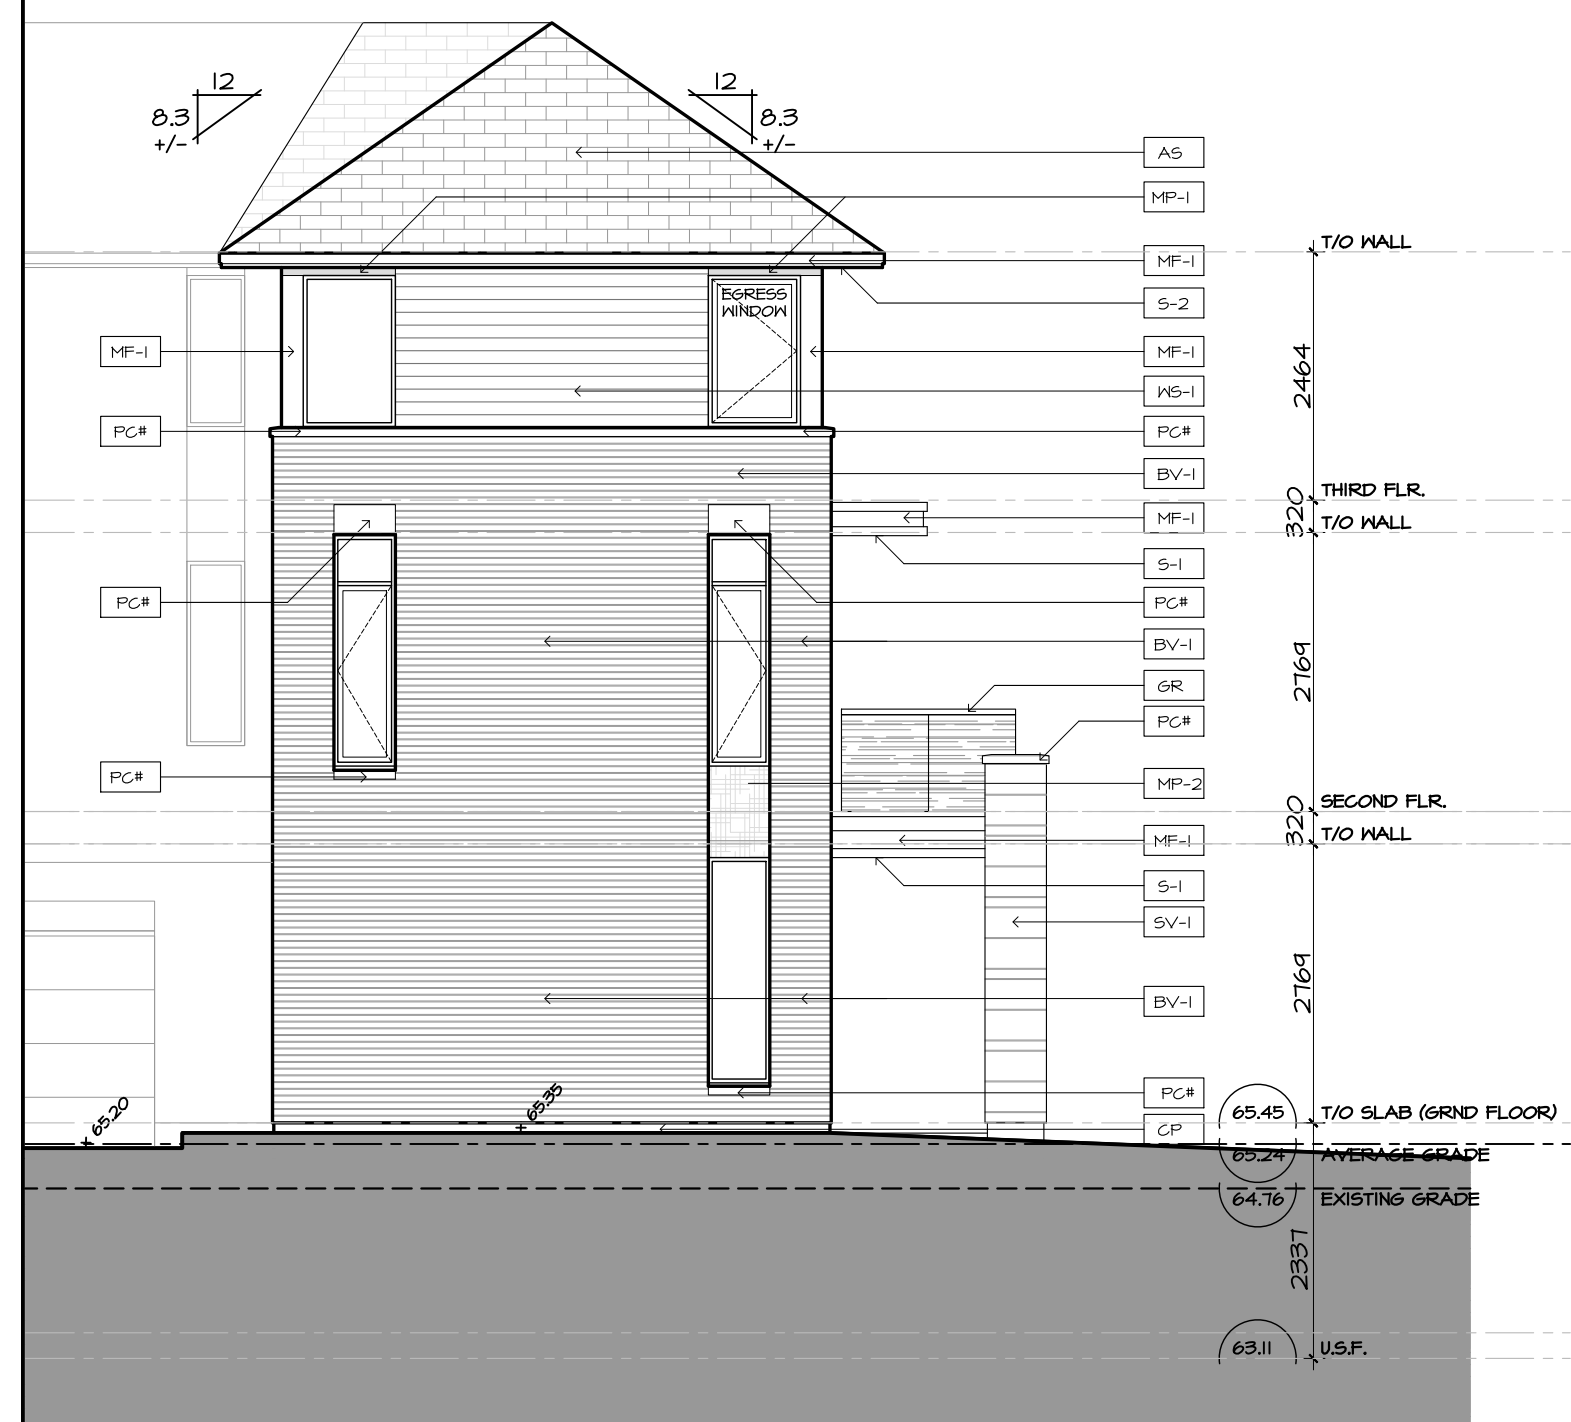 12
8.3
+/-
12
8.3
+/-
AS
MP-1
T/O WALL
MF-1
EGRESS
WINDOW
S-2
MF-1
MF-1
2464
WS-1
PC#
PC#
BV-1
THIRD FLR.
320
MF-1
T/O WALL
S-1
PC#
PC#
BV-1
2769
GR
PC#
PC#
MP-2
SECOND FLR.
320
MF-1
T/O WALL
S-1
SV-1
2769
BV-1
PC#
65.20
65.35
65.45
T/O SLAB (GRND FLOOR)
CP
65.24
AVERAGE GRADE
64.76
EXISTING GRADE
2337
63.11
U.S.F.